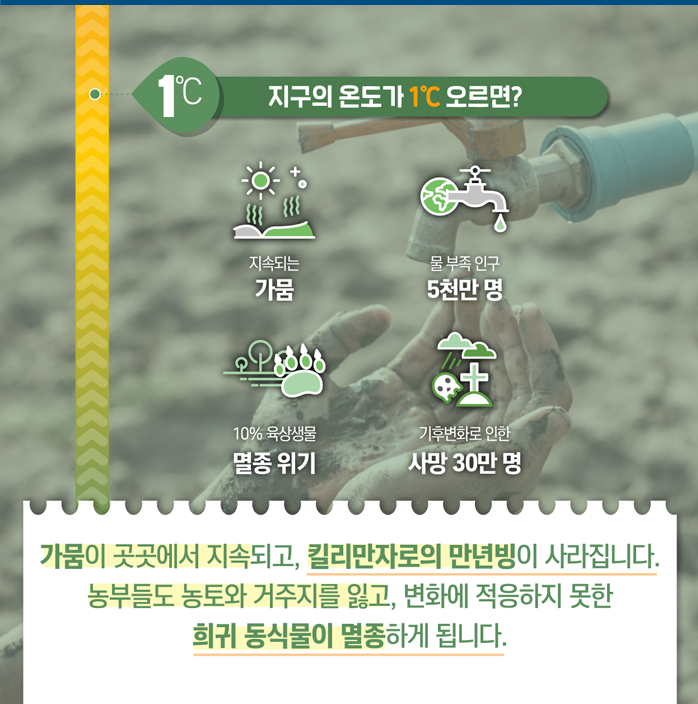 1℃
지구의 온도가 1℃ 오르면?
지속되는
가뭄
물 부족 인구
5천만 명
10% 육상생물
멸종 위기
기후변화로 인한
사망 30만 명
가뭄이 곳곳에서 지속되고, 킬리만자로의 만년빙이 사라집니다.
농부들도 농토와 거주지를 잃고, 변화에 적응하지 못한
희귀 동식물이 멸종하게 됩니다.